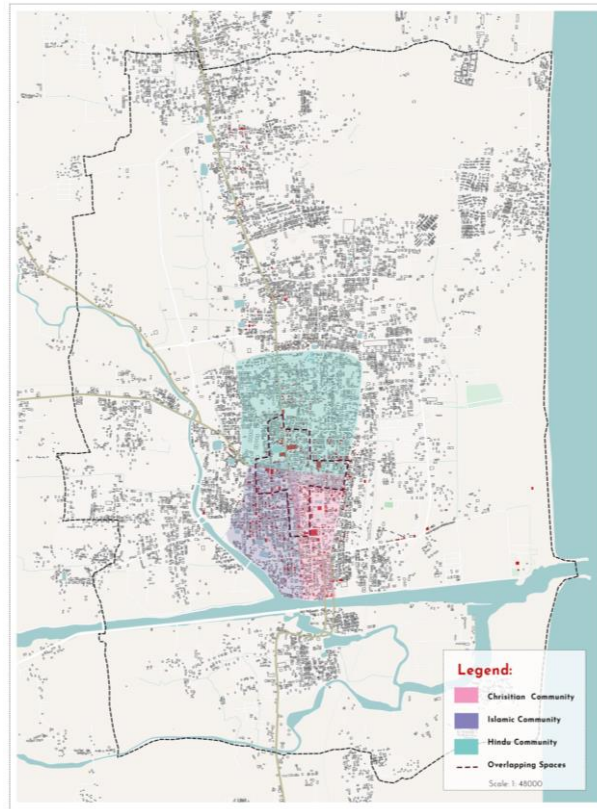 Legend:
Chrisitian Community
Islamic Community
Hindu Community
Overlapping Spaces
Scale: 1: 48000